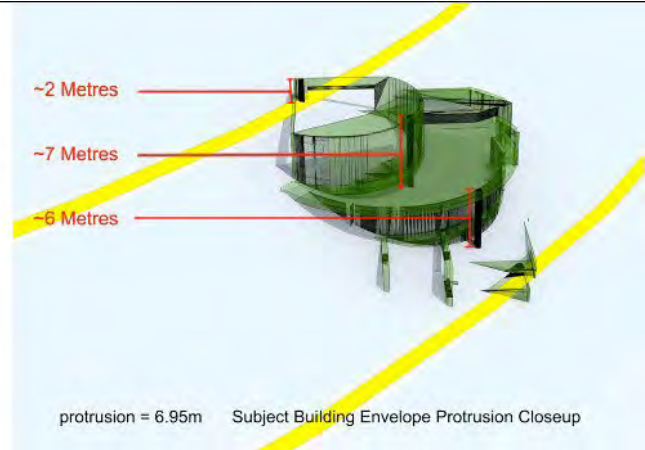 ~2 Metres
~7 Metres
~6 Metres
protrusion = 6.95m Subject Building Envelope Protrusion Closeup